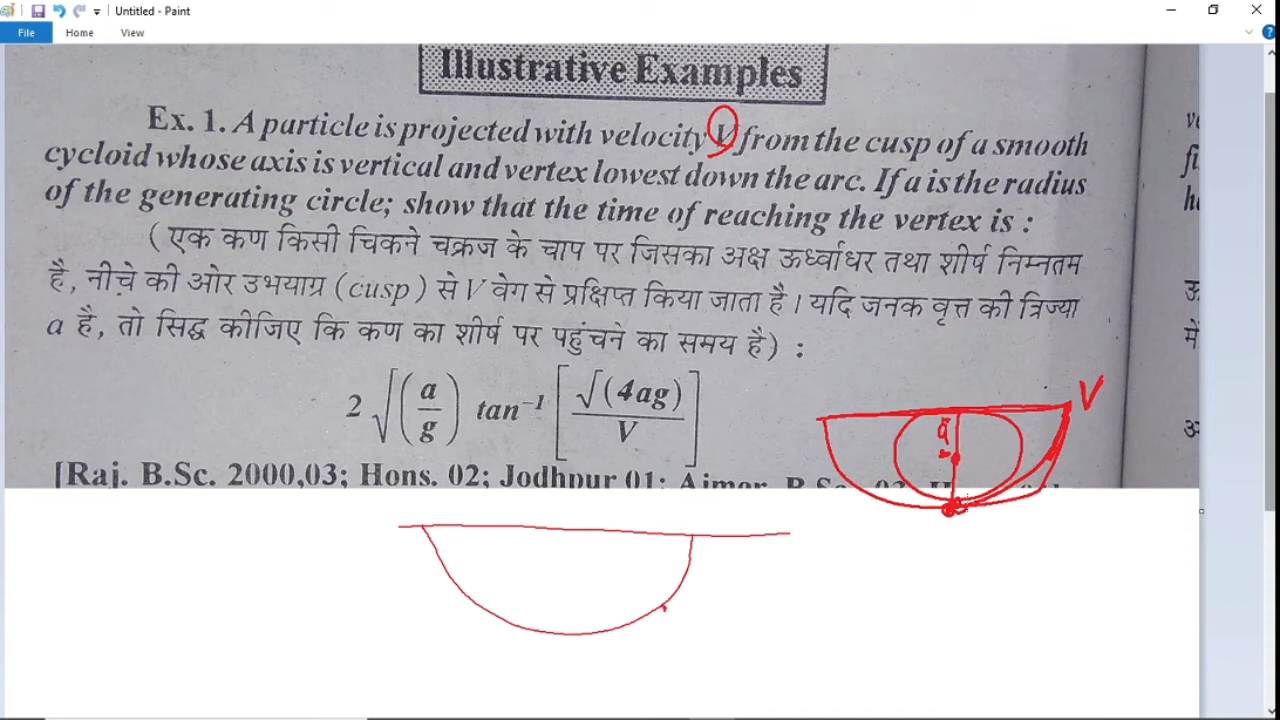 Untitled - Paint
File Home View
Illustrative Examples
Ex. 1. A particle is projected with velocity V from the cusp of a smooth
cycloid whose axis is vertical and vertex lowest down the arc. If a is the radius
of the generating circle; show that the time of reaching the vertex is :
( एक कण किसी चिकने चक्रज के चाप पर जिसका अक्ष ऊर्ध्वाधर तथा शीर्ष निम्नतम
है, नीचे की ओर उभयाग्र (cusp) से V वेग से प्रक्षिप्त किया जाता है। यदि जनक वृत्त की त्रिज्या
a है, तो सिद्ध कीजिए कि कण का शीर्ष पर पहुंचने का समय है) :
2 √(a/g) tan⁻¹ [√(4ag)/V]
V
a
[Raj. B.Sc. 2000,03; Hons. 02; Jodhpur 01;